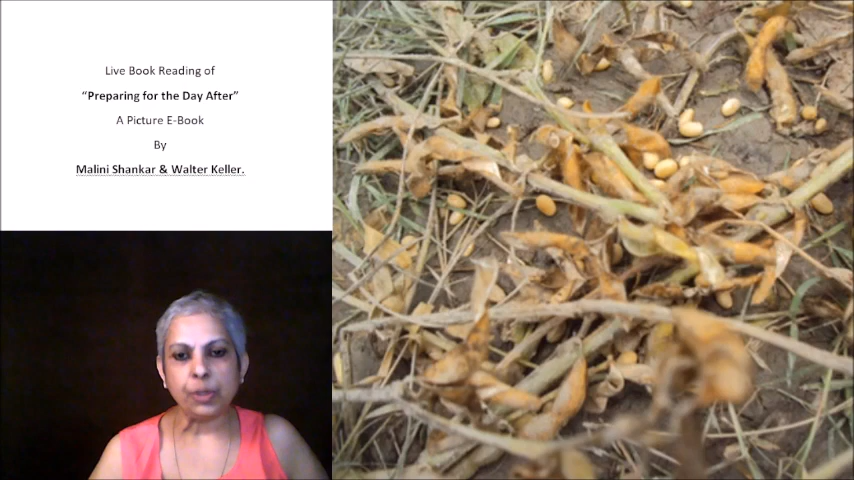 Live Book Reading of
“Preparing for the Day After”
A Picture E-Book
By
Malini Shankar & Walter Keller.